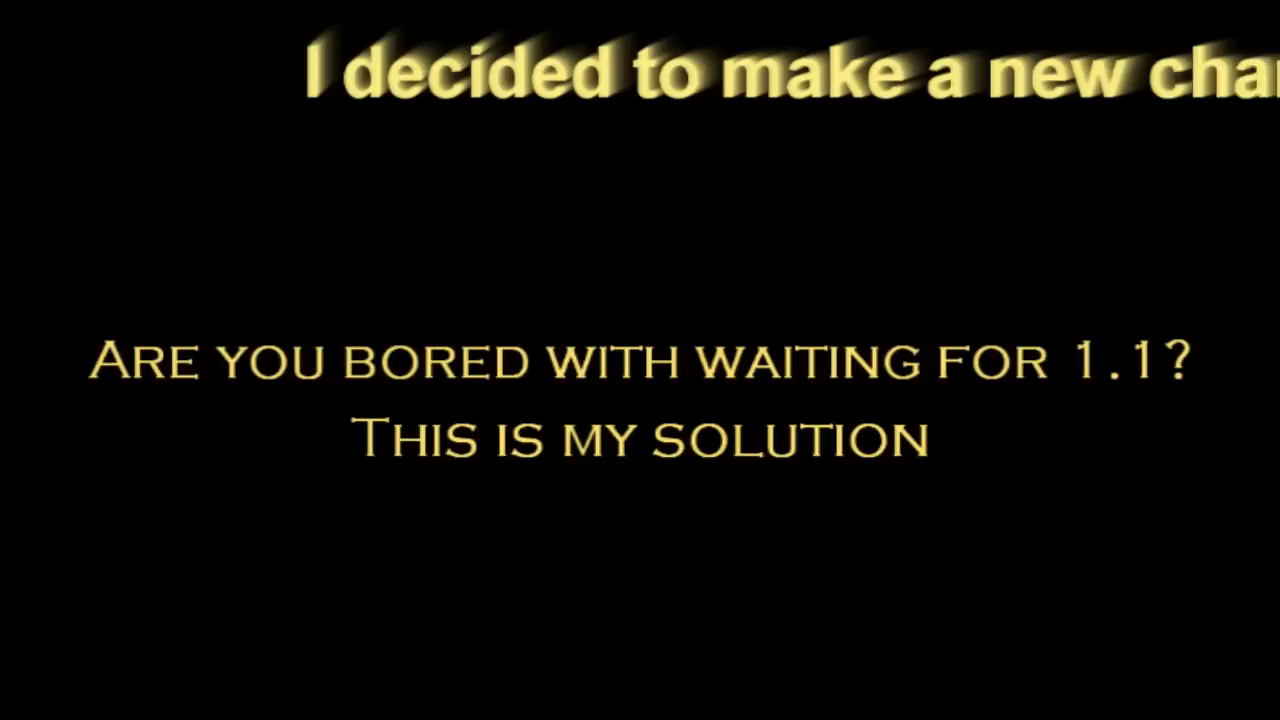 I decided to make a new
Are you bored with waiting for 1.1?
This is my solution